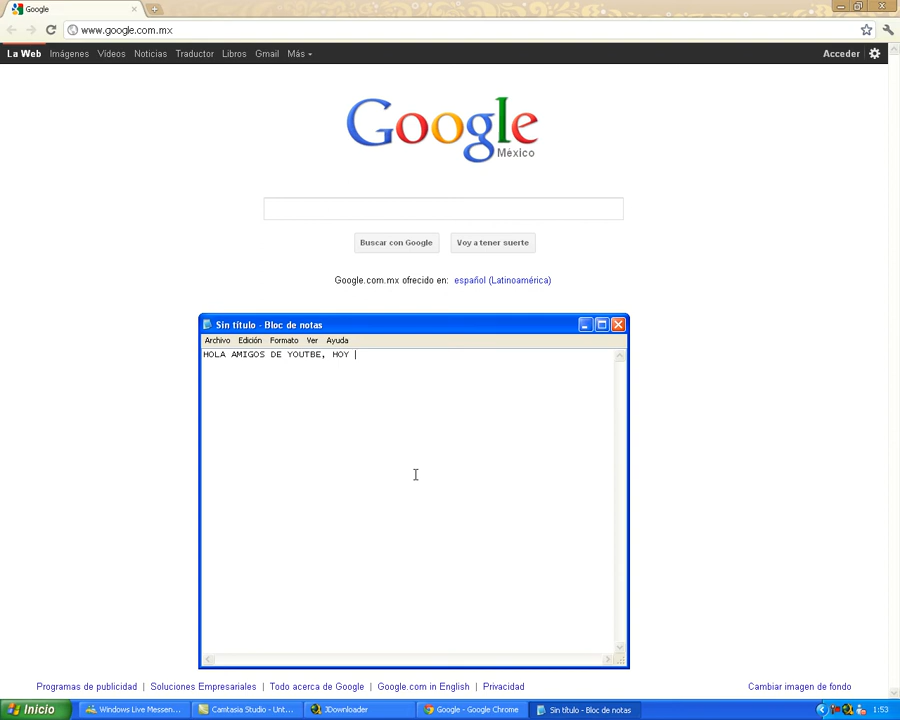 Google
www.google.com.mx
La Web Imágenes Vídeos Noticias Traductor Libros Gmail Más Acceder
Google
México
Buscar con Google Voy a tener suerte
Google.com.mx ofrecido en: español (Latinoamérica)
Sin título - Bloc de notas
Archivo Edición Formato Ver Ayuda
HOLA AMIGOS DE YOUTBE, HOY
Programas de publicidad | Soluciones Empresariales | Todo acerca de Google | Google.com in English | Privacidad Cambiar imagen de fondo
Inicio Windows Live Messen... Camtasia Studio - Unt... JDownloader Google - Google Chrome Sin título - Bloc de notas 1:53